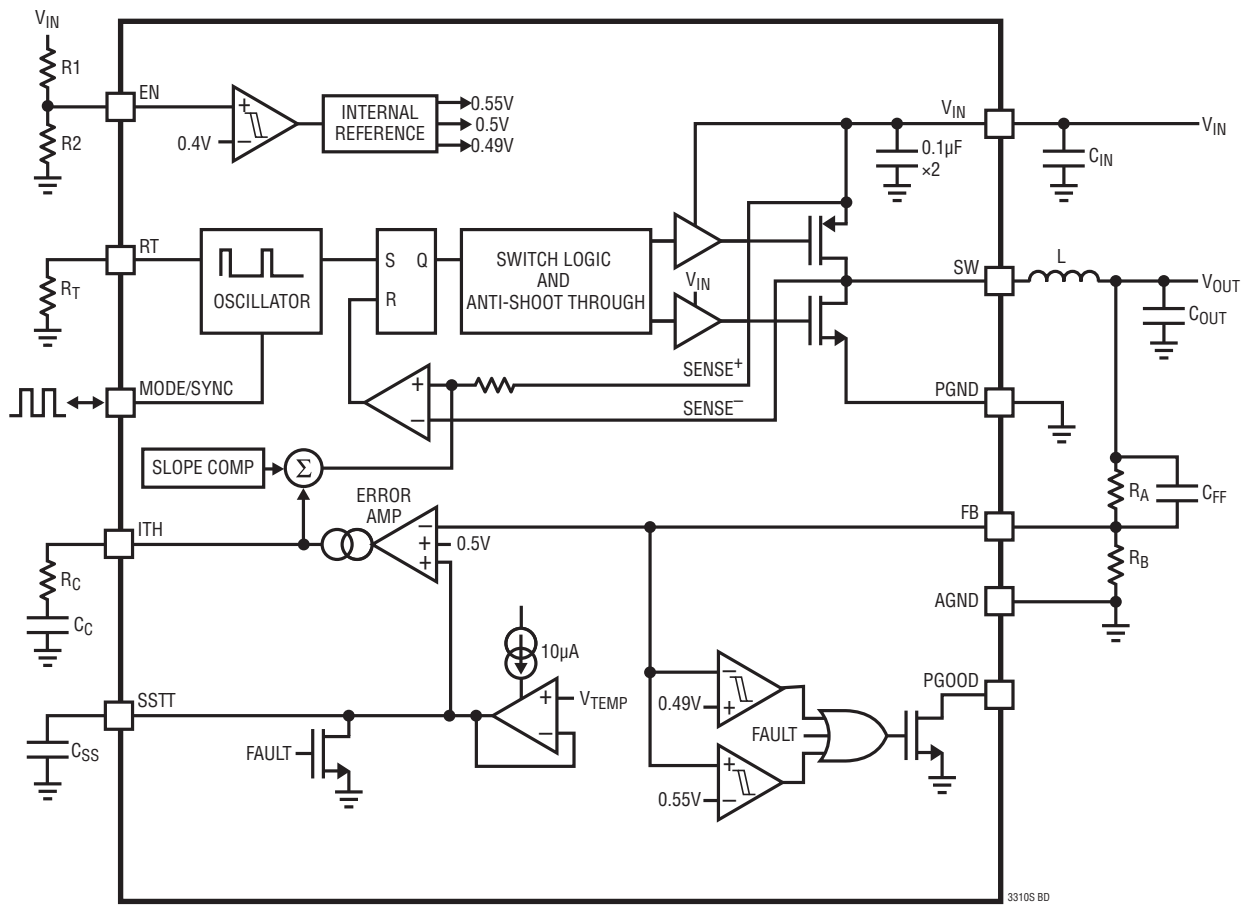 VIN
R1
R2
EN
+
–
0.4V
INTERNAL
REFERENCE
0.55V
0.5V
0.49V
VIN
VIN
0.1µF
×2
CIN
RT
RT
OSCILLATOR
S Q
R
SWITCH LOGIC
AND
ANTI-SHOOT THROUGH
VIN
SW
L
VOUT
COUT
MODE/SYNC
+
–
SENSE+
SENSE–
PGND
SLOPE COMP
Σ
ERROR
AMP
ITH
–
+
+
0.5V
FB
RA
CFF
RB
RC
CC
AGND
10µA
SSTT
+
–
VTEMP
CSS
FAULT
–
+
0.49V
FAULT
+
–
0.55V
PGOOD
3310S BD